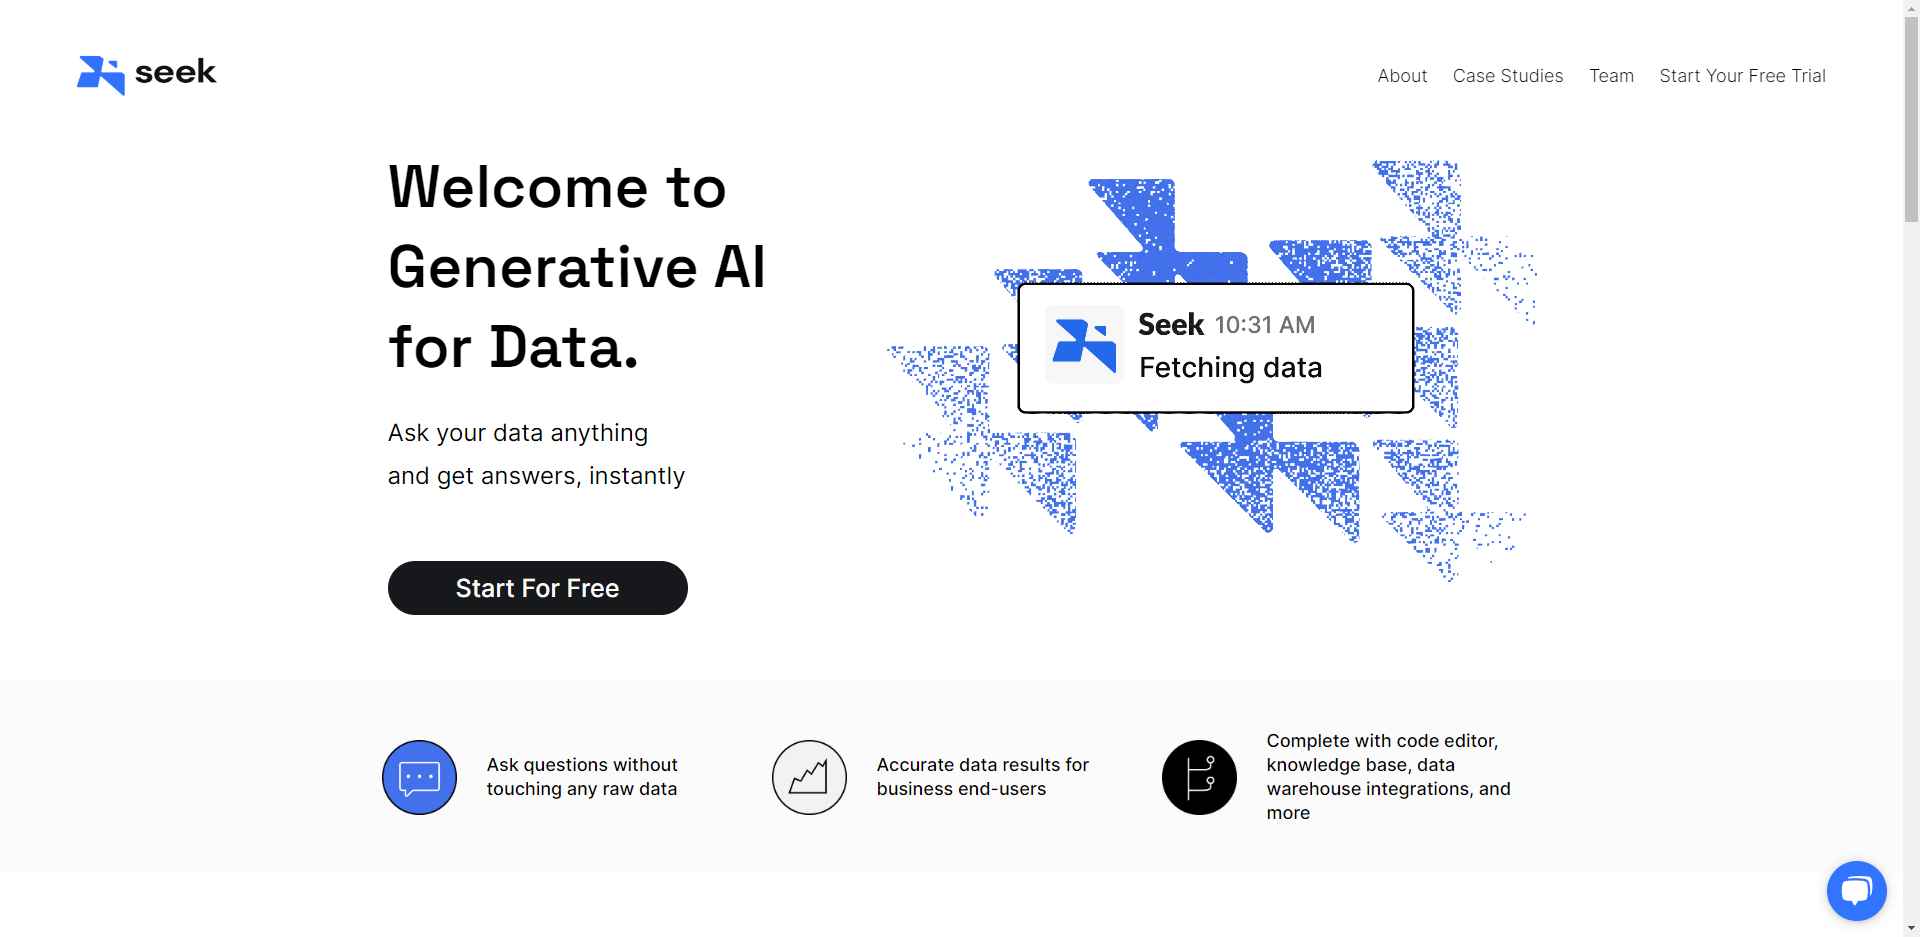 seek
About Case Studies Team Start Your Free Trial
Welcome to
Generative AI
for Data.
Ask your data anything
and get answers, instantly
Start For Free
Seek 10:31 AM
Fetching data
Ask questions without
touching any raw data
Accurate data results for
business end-users
Complete with code editor,
knowledge base, data
warehouse integrations, and
more